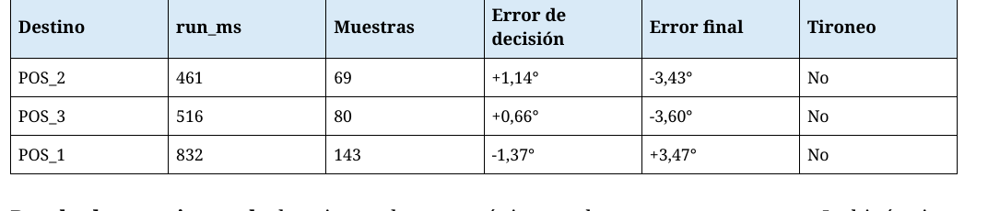 Destino run_ms Muestras Error de decisión Error final Tironeo
POS_2 461 69 +1,14° -3,43° No
POS_3 516 80 +0,66° -3,60° No
POS_1 832 143 -1,37° +3,47° No